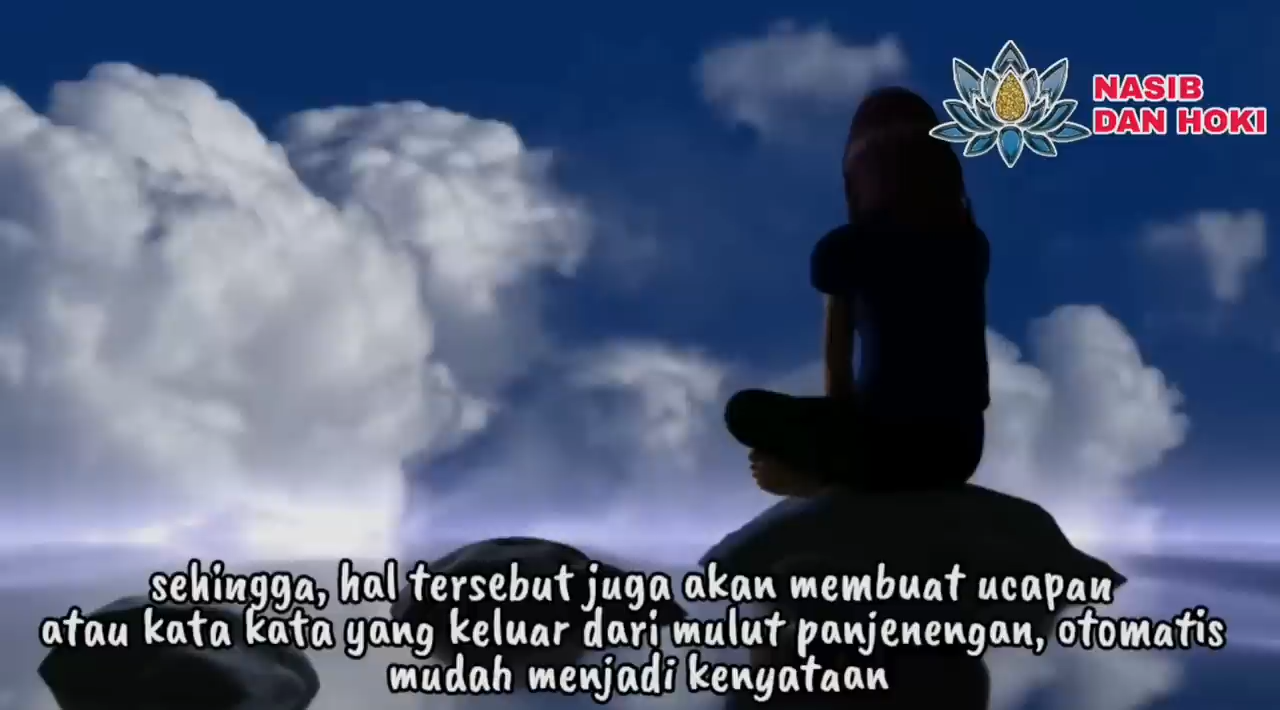 NASIB
DAN HOKI
sehingga, hal tersebut juga akan membuat ucapan
atau kata kata yang keluar dari mulut panjenengan, otomatis
mudah menjadi kenyataan